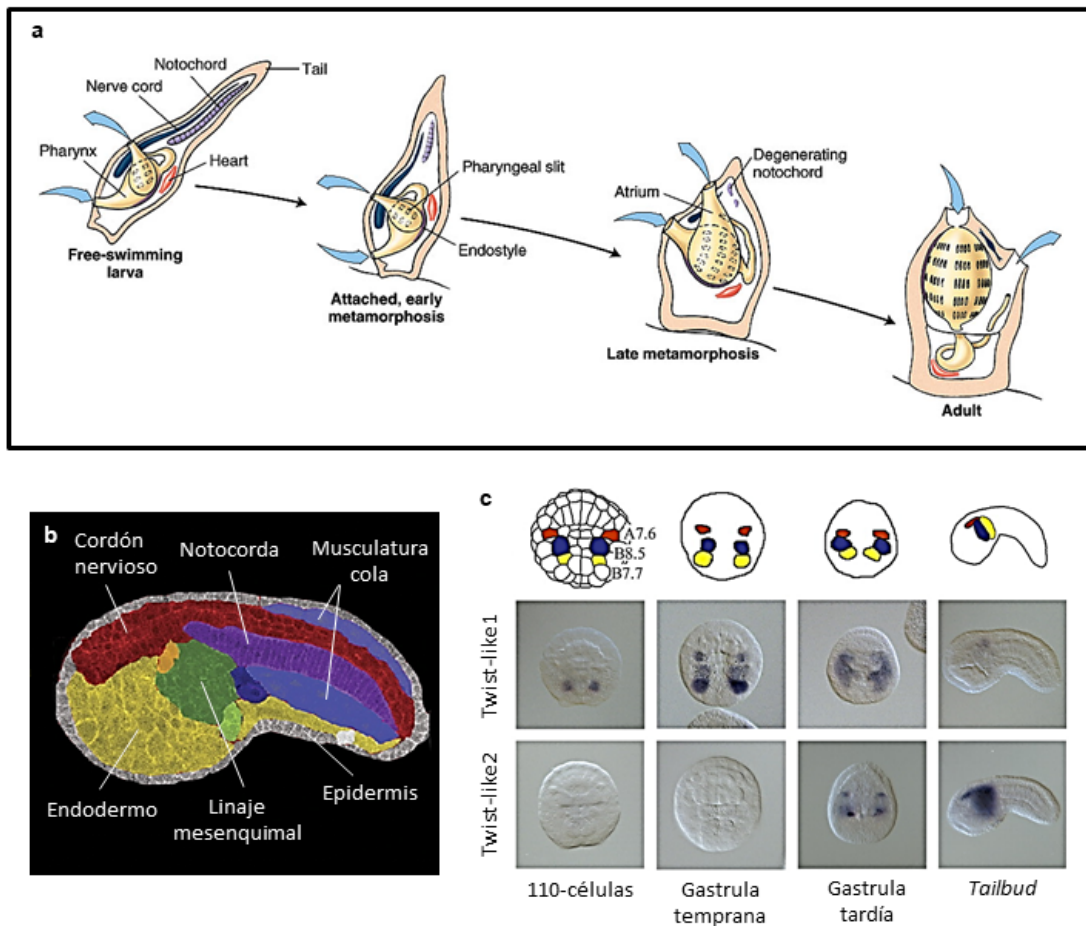 a
Notochord
Nerve cord
Tail
Pharynx
Heart
Free-swimming
larva
Pharyngeal slit
Endostyle
Attached, early
metamorphosis
Degenerating
notochord
Atrium
Late metamorphosis
Adult
b
Cordón
nervioso
Notocorda
Musculatura
cola
Endodermo
Linaje
mesenquimal
Epidermis
c
A7.6
B8.5
B7.7
Twist-like1
Twist-like2
110-células
Gastrula
temprana
Gastrula
tardía
Tailbud